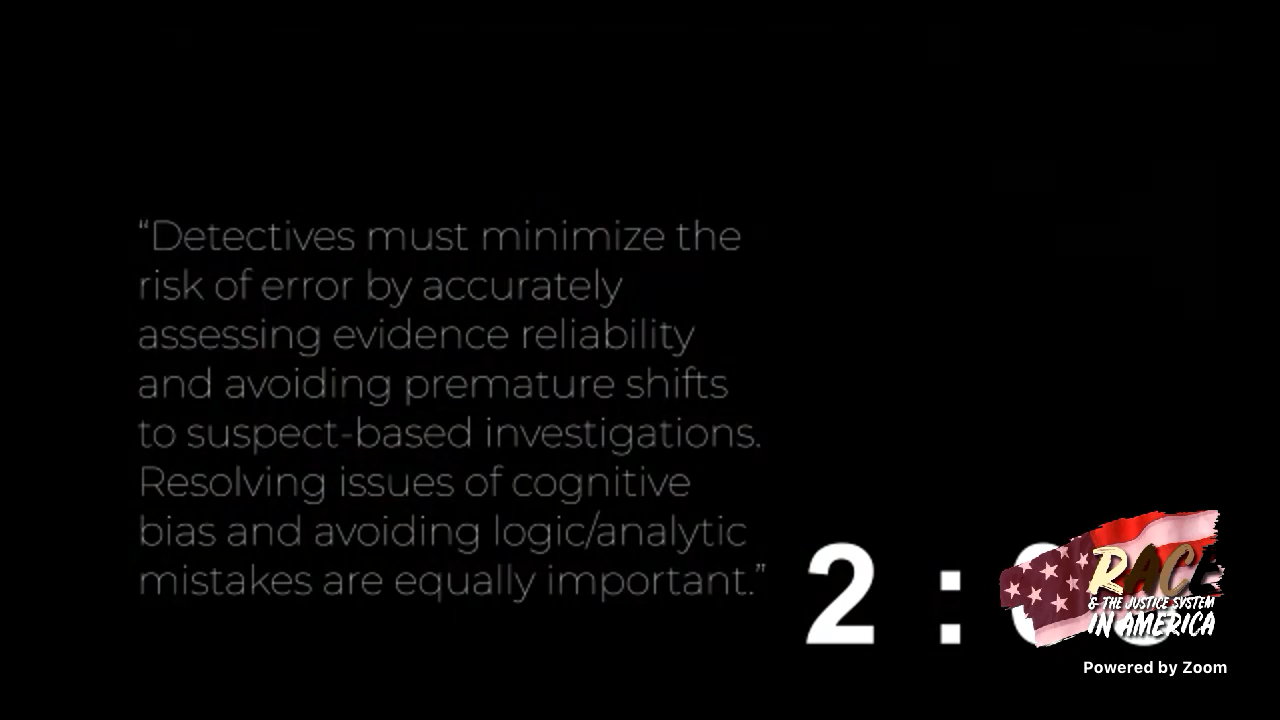 “Detectives must minimize the
risk of error by accurately
assessing evidence reliability
and avoiding premature shifts
to suspect-based investigations.
Resolving issues of cognitive
bias and avoiding logic/analytic
mistakes are equally important.”
2 :
RACE
& THE JUSTICE SYSTEM
IN AMERICA
Powered by Zoom